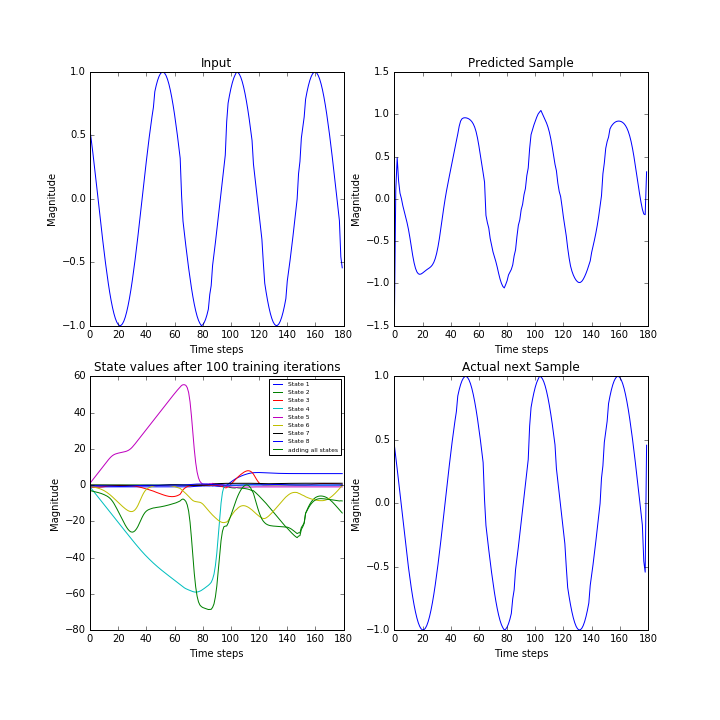 Input
Magnitude
1.0
0.5
0.0
−0.5
−1.0
0 20 40 60 80 100 120 140 160 180
Time steps
Predicted Sample
Magnitude
1.5
1.0
0.5
0.0
−0.5
−1.0
−1.5
0 20 40 60 80 100 120 140 160 180
Time steps
State values after 100 training iterations
Magnitude
60
40
20
0
−20
−40
−60
−80
0 20 40 60 80 100 120 140 160 180
Time steps
State 1
State 2
State 3
State 4
State 5
State 6
State 7
State 8
adding all states
Actual next Sample
Magnitude
1.0
0.5
0.0
−0.5
−1.0
0 20 40 60 80 100 120 140 160 180
Time steps